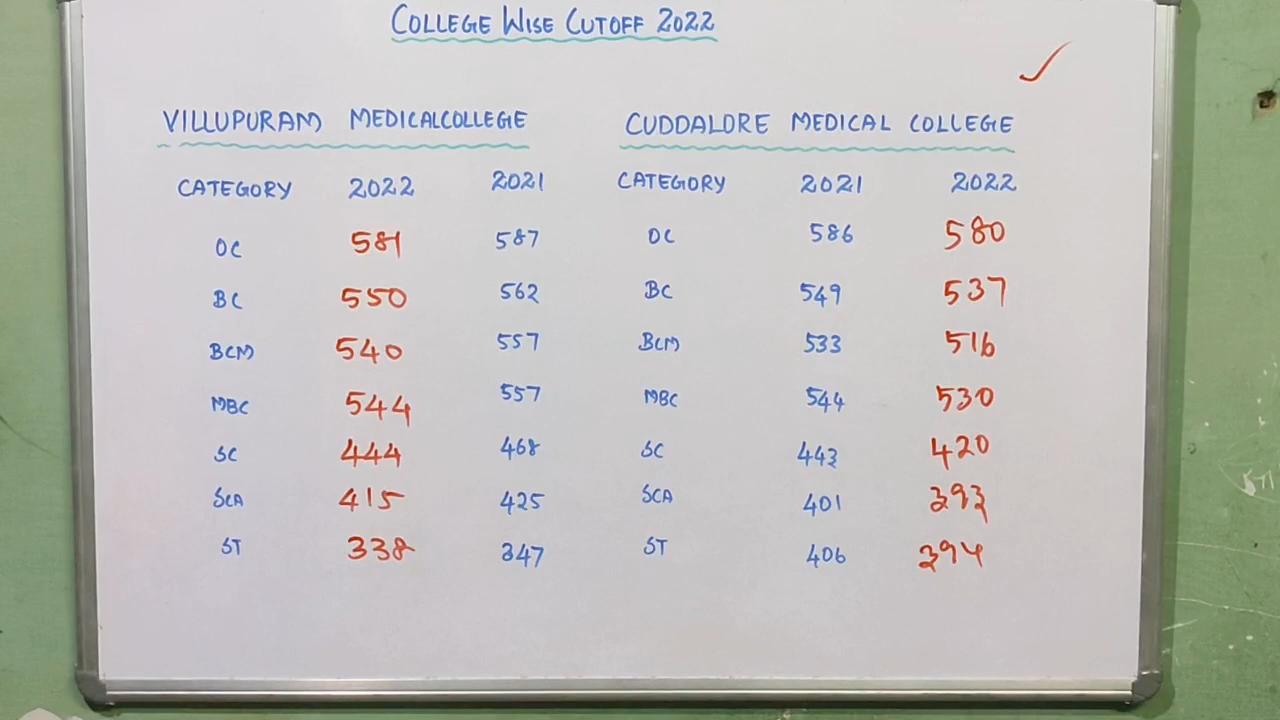 COLLEGE WISE CUTOFF 2022
VILLUPURAM MEDICALCOLLEGE CUDDALORE MEDICAL COLLEGE
CATEGORY 2022 2021 CATEGORY 2021 2022
OC 581 587 OC 586 580
BC 550 562 BC 549 537
BCM 540 557 BCM 533 516
MBC 544 557 MBC 544 530
SC 444 468 SC 443 420
SCA 415 425 SCA 401 393
ST 338 347 ST 406 394